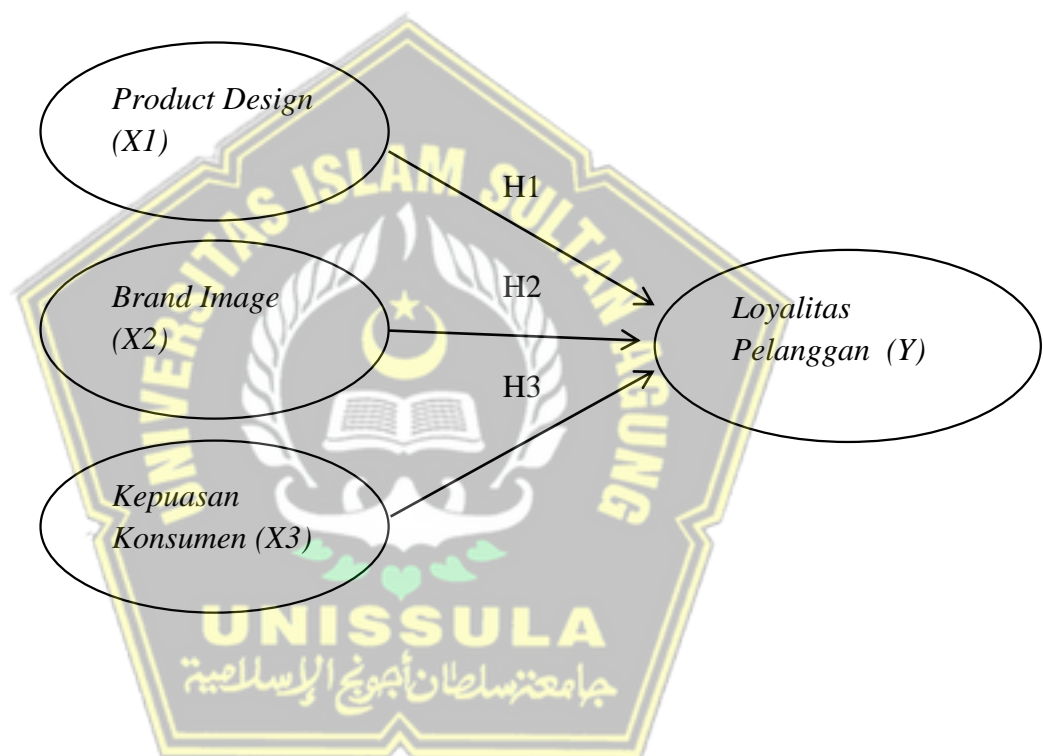 Product Design
(X1)
H1
Brand Image
(X2)
H2
Loyalitas
Pelanggan (Y)
H3
Kepuasan
Konsumen (X3)
UNIVERSITAS ISLAM SULTAN AGUNG
UNISSULA
جامعة سلطان أجونج الإسلامية